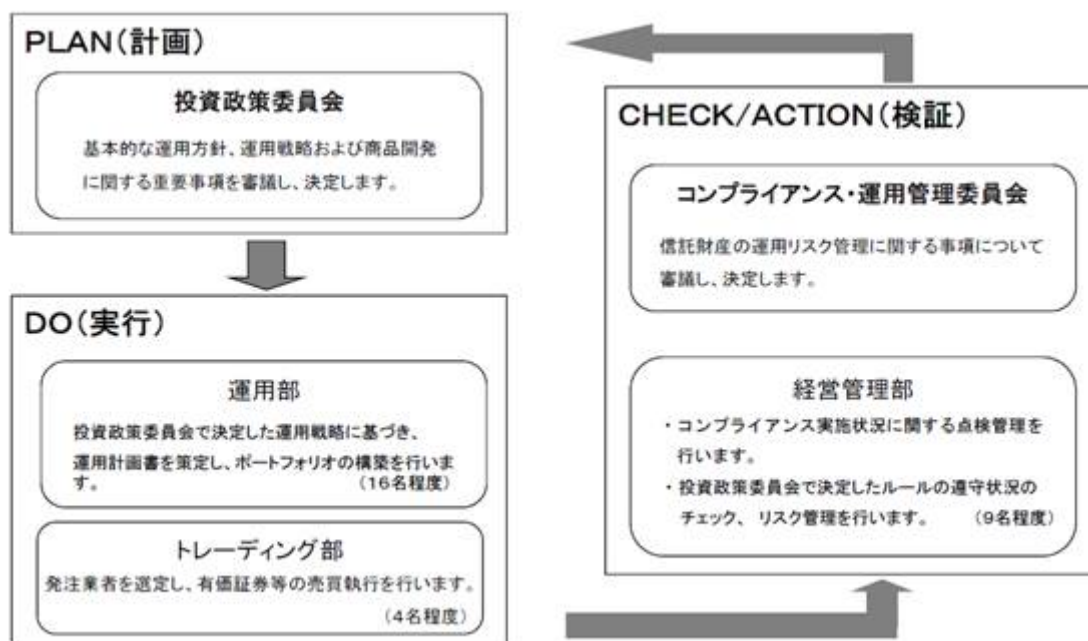 PLAN(計画)
投資政策委員会
基本的な運用方針、運用戦略および商品開発
に関する重要事項を審議し、決定します。
DO(実行)
運用部
投資政策委員会で決定した運用戦略に基づき、
運用計画書を策定し、ポートフォリオの構築を行いま
す。 (16名程度)
トレーディング部
発注業者を選定し、有価証券等の売買執行を行います。
(4名程度)
CHECK/ACTION(検証)
コンプライアンス・運用管理委員会
信託財産の運用リスク管理に関する事項について
審議し、決定します。
経営管理部
・コンプライアンス実施状況に関する点検管理を
行います。
・投資政策委員会で決定したルールの遵守状況の
チェック、 リスク管理を行います。 (9名程度)